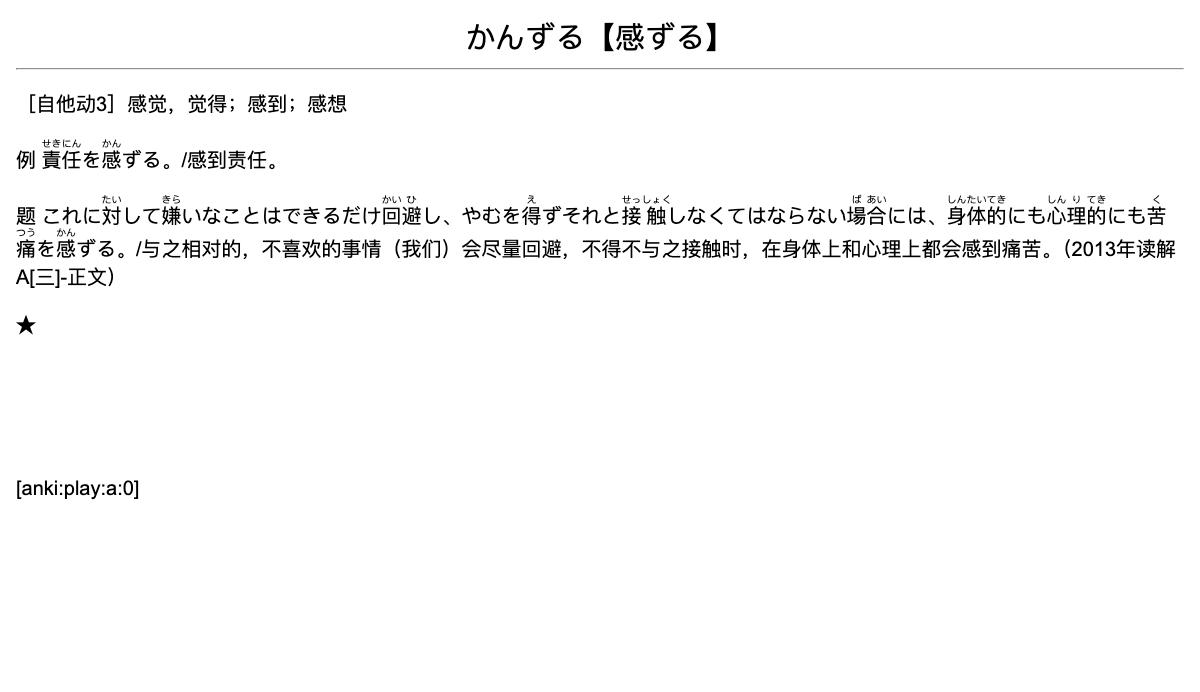 かんずる【感ずる】
［自他动3］感觉，觉得；感到；感想
せきにん かん
例 責任を感ずる。/感到责任。
たい きら かい ひ え せっしょく ば あい しんたいてき しん り てき く
题 これに対して嫌いなことはできるだけ回避し、やむを得ずそれと接触しなくてはならない場合には、身体的にも心理的にも苦
つう かん
痛を感ずる。/与之相对的，不喜欢的事情（我们）会尽量回避，不得不与之接触时，在身体上和心理上都会感到痛苦。（2013年读解
A[三]-正文）
★
[anki:play:a:0]